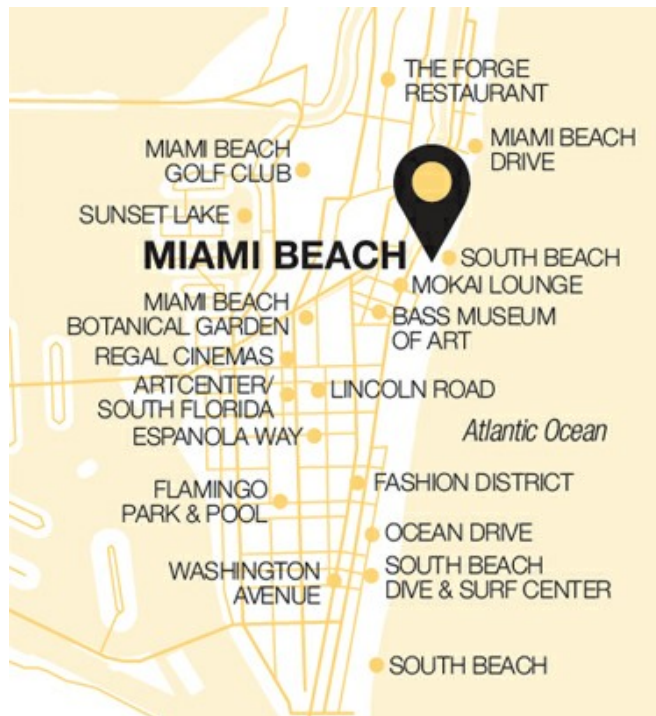 THE FORGE
RESTAURANT
MIAMI BEACH
DRIVE
MIAMI BEACH
GOLF CLUB
SUNSET LAKE
MIAMI BEACH
SOUTH BEACH
MOKAI LOUNGE
MIAMI BEACH
BOTANICAL GARDEN
BASS MUSEUM
OF ART
REGAL CINEMAS
ARTCENTER/
SOUTH FLORIDA
LINCOLN ROAD
ESPANOLA WAY
Atlantic Ocean
FLAMINGO
PARK & POOL
FASHION DISTRICT
OCEAN DRIVE
WASHINGTON
AVENUE
SOUTH BEACH
DIVE & SURF CENTER
SOUTH BEACH